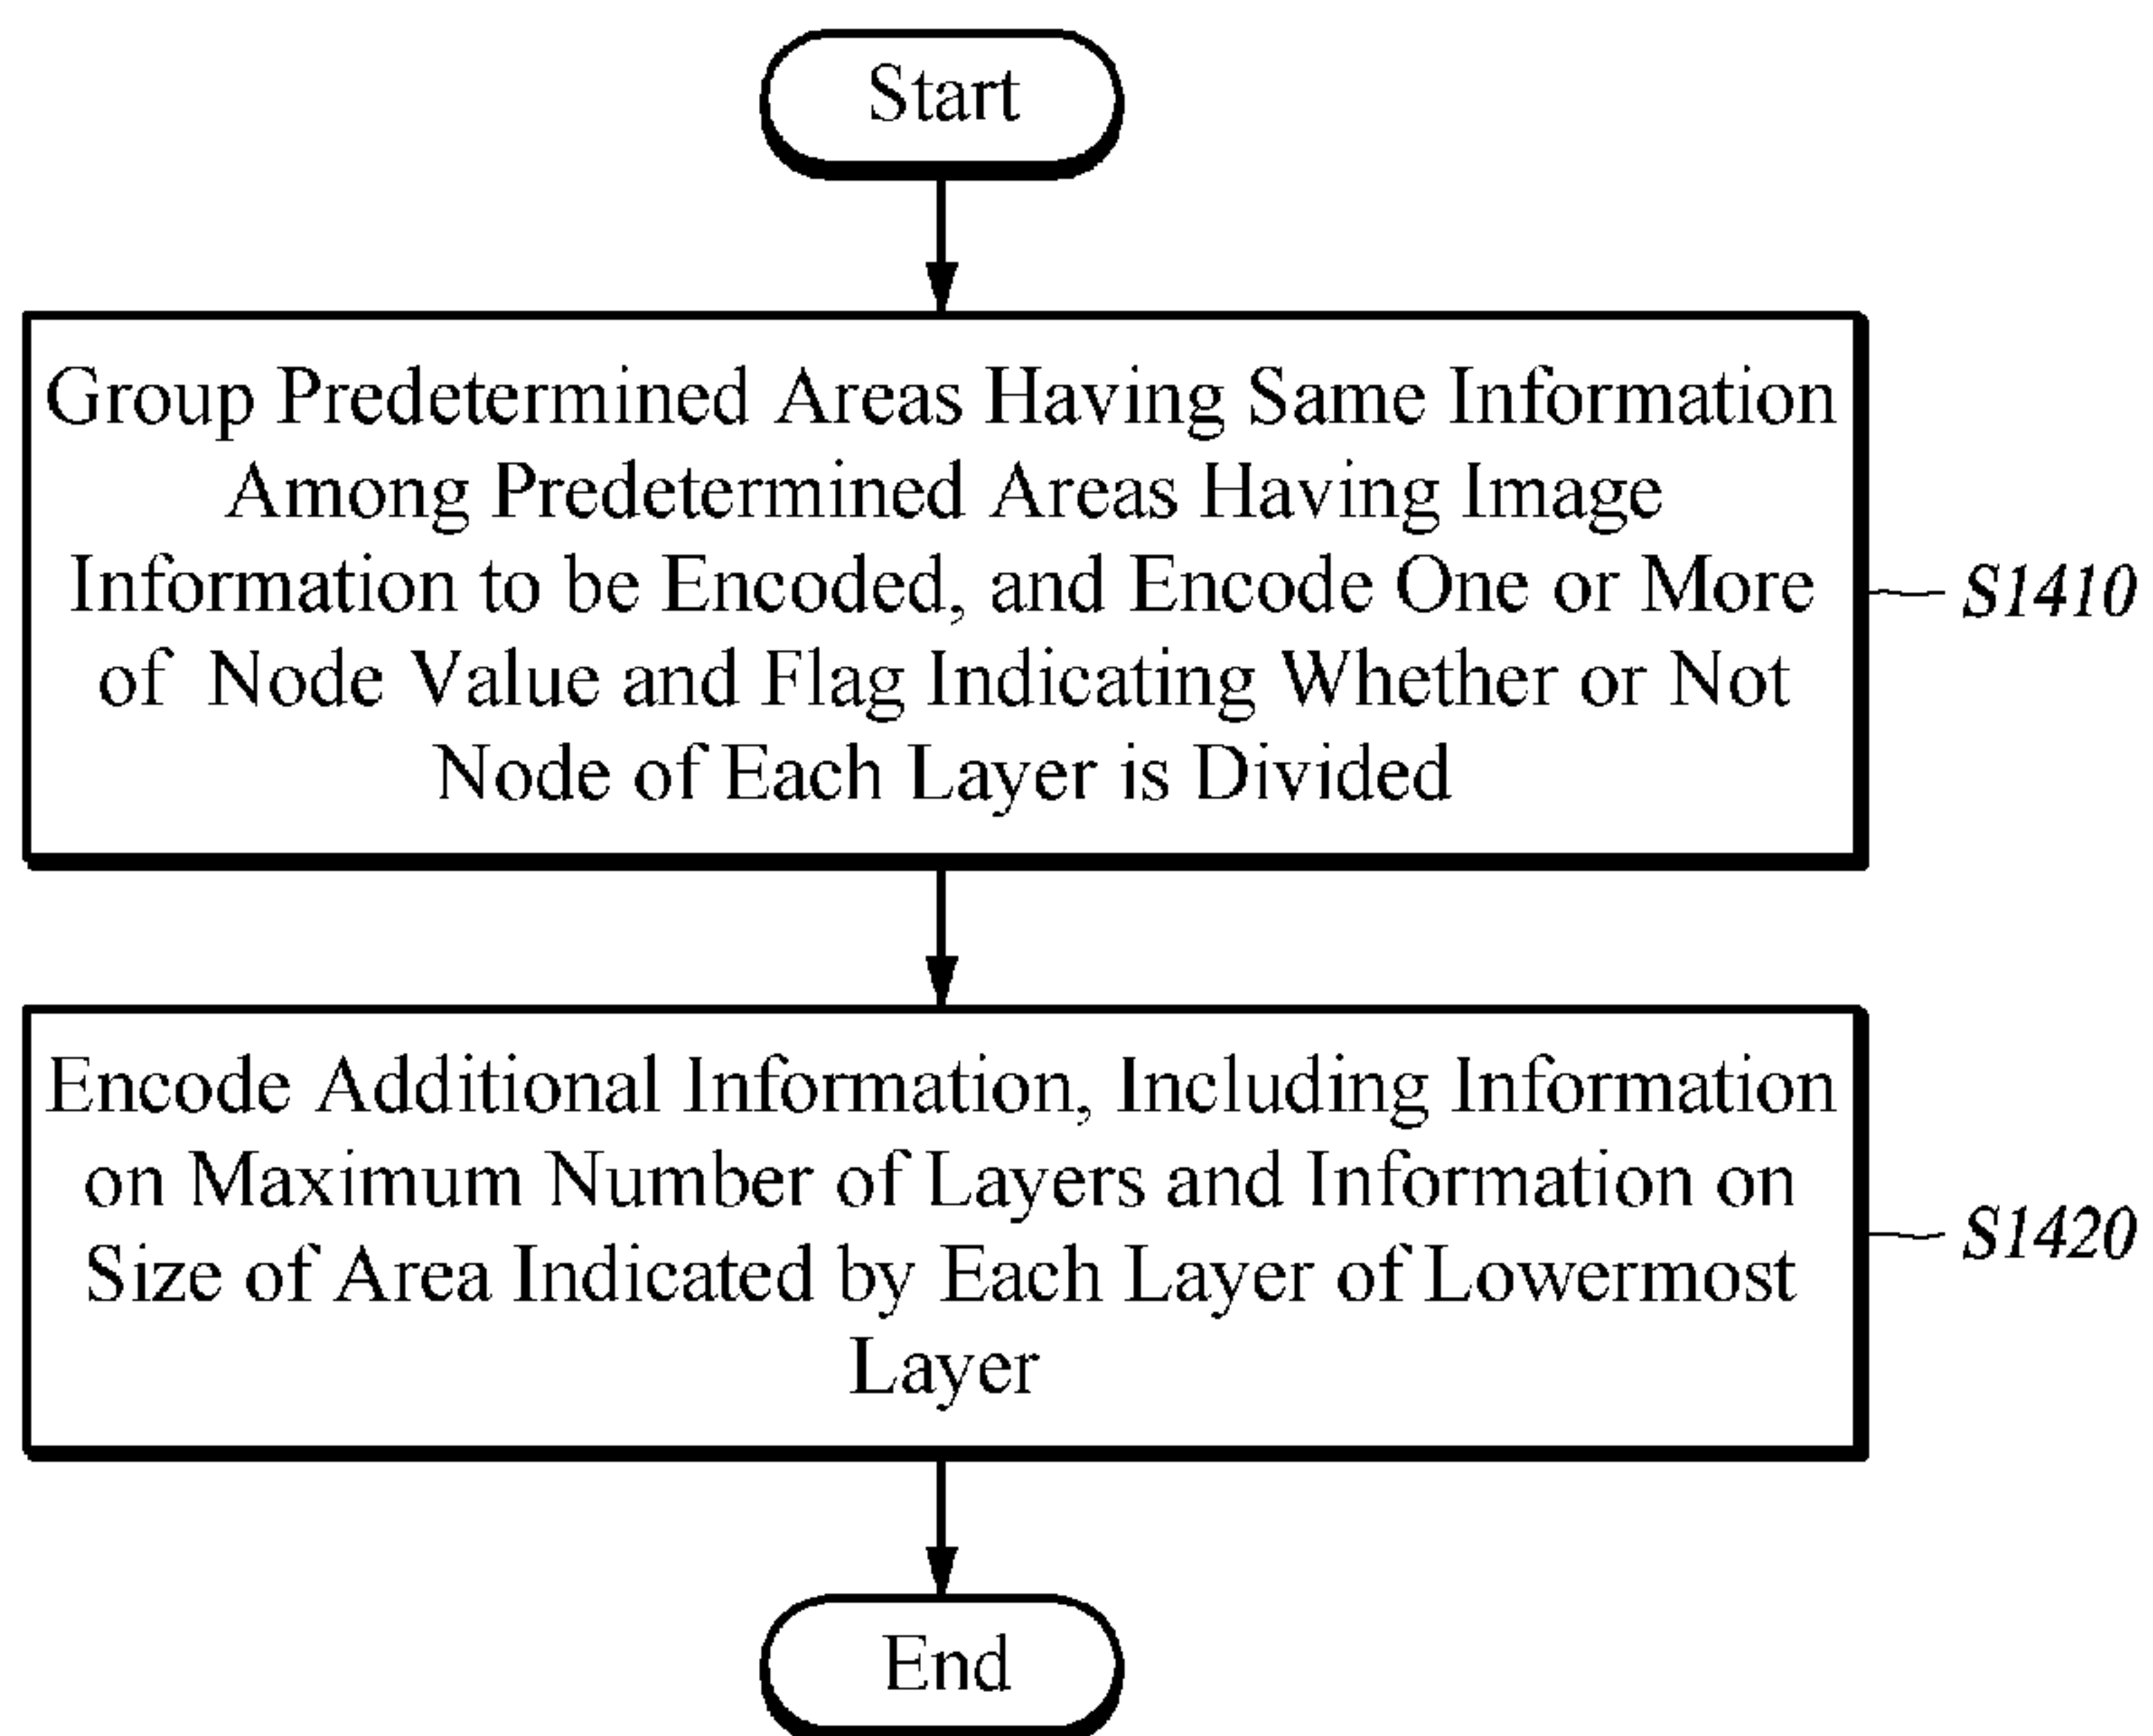 Start
Group Predetermined Areas Having Same Information
Among Predetermined Areas Having Image
Information to be Encoded, and Encode One or More
of Node Value and Flag Indicating Whether or Not
Node of Each Layer is Divided
S1410
Encode Additional Information, Including Information
on Maximum Number of Layers and Information on
Size of Area Indicated by Each Layer of Lowermost
Layer
S1420
End